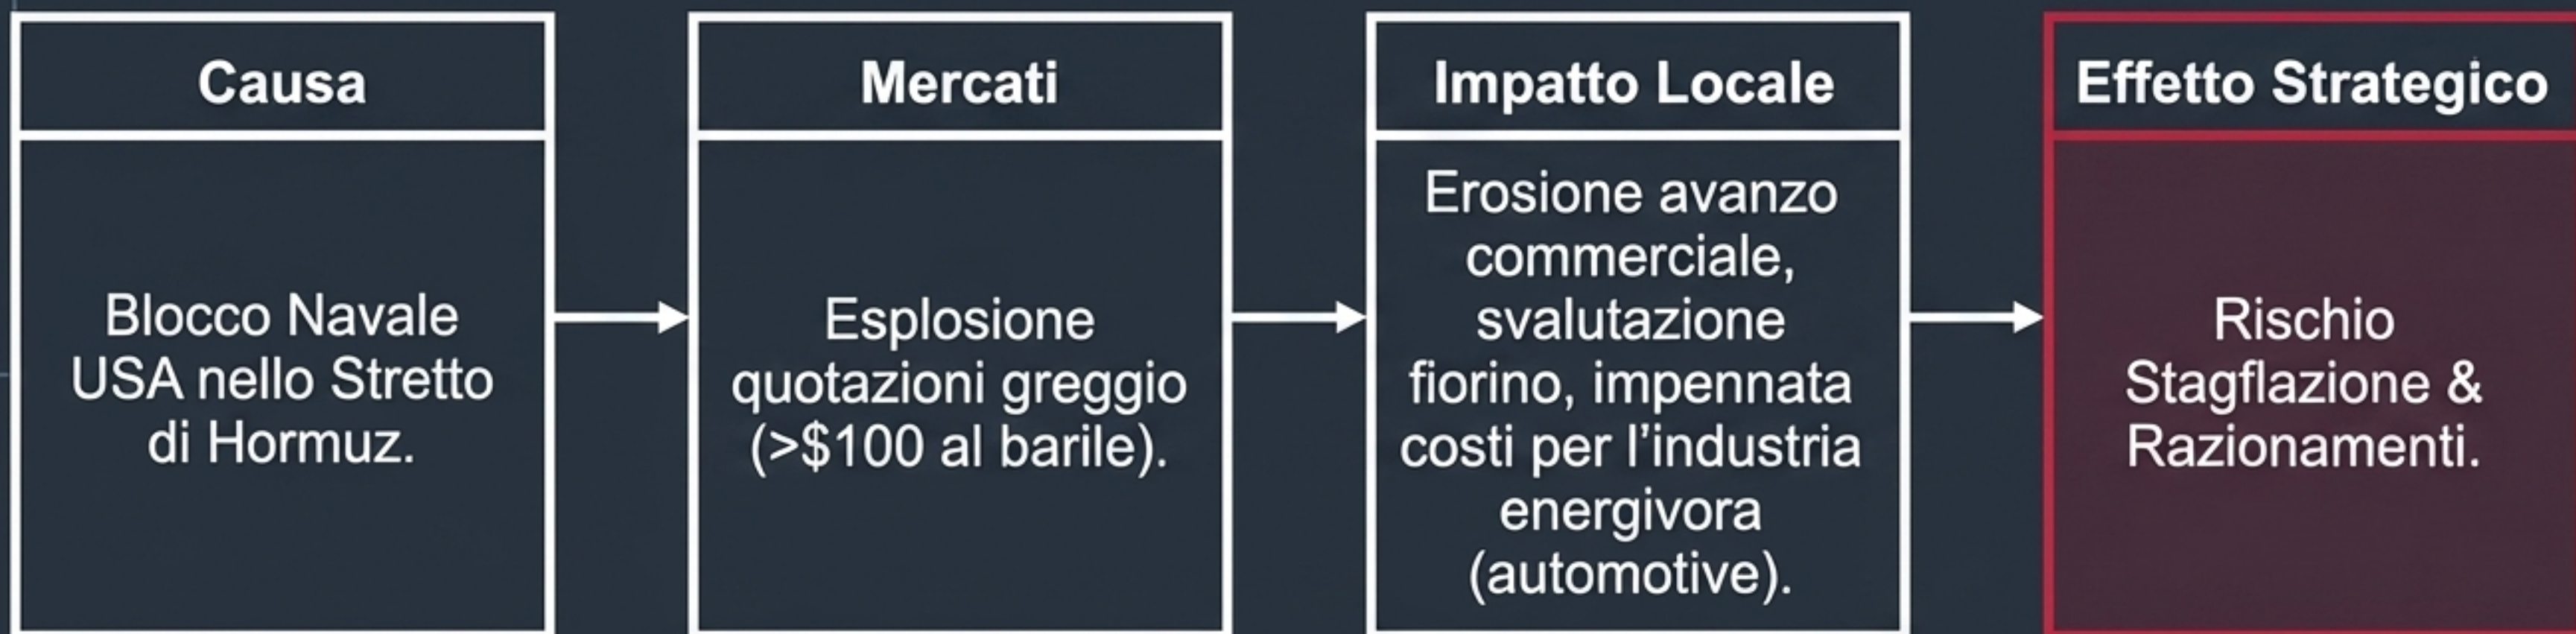 Causa
Blocco Navale
USA nello Stretto
di Hormuz.
Mercati
Esplosione
quotazioni greggio
(>$100 al barile).
Impatto Locale
Erosione avanzo
commerciale,
svalutazione
fiorino, impennata
costi per l’industria
energivora
(automotive).
Effetto Strategico
Rischio
Stagflazione &
Razionamenti.